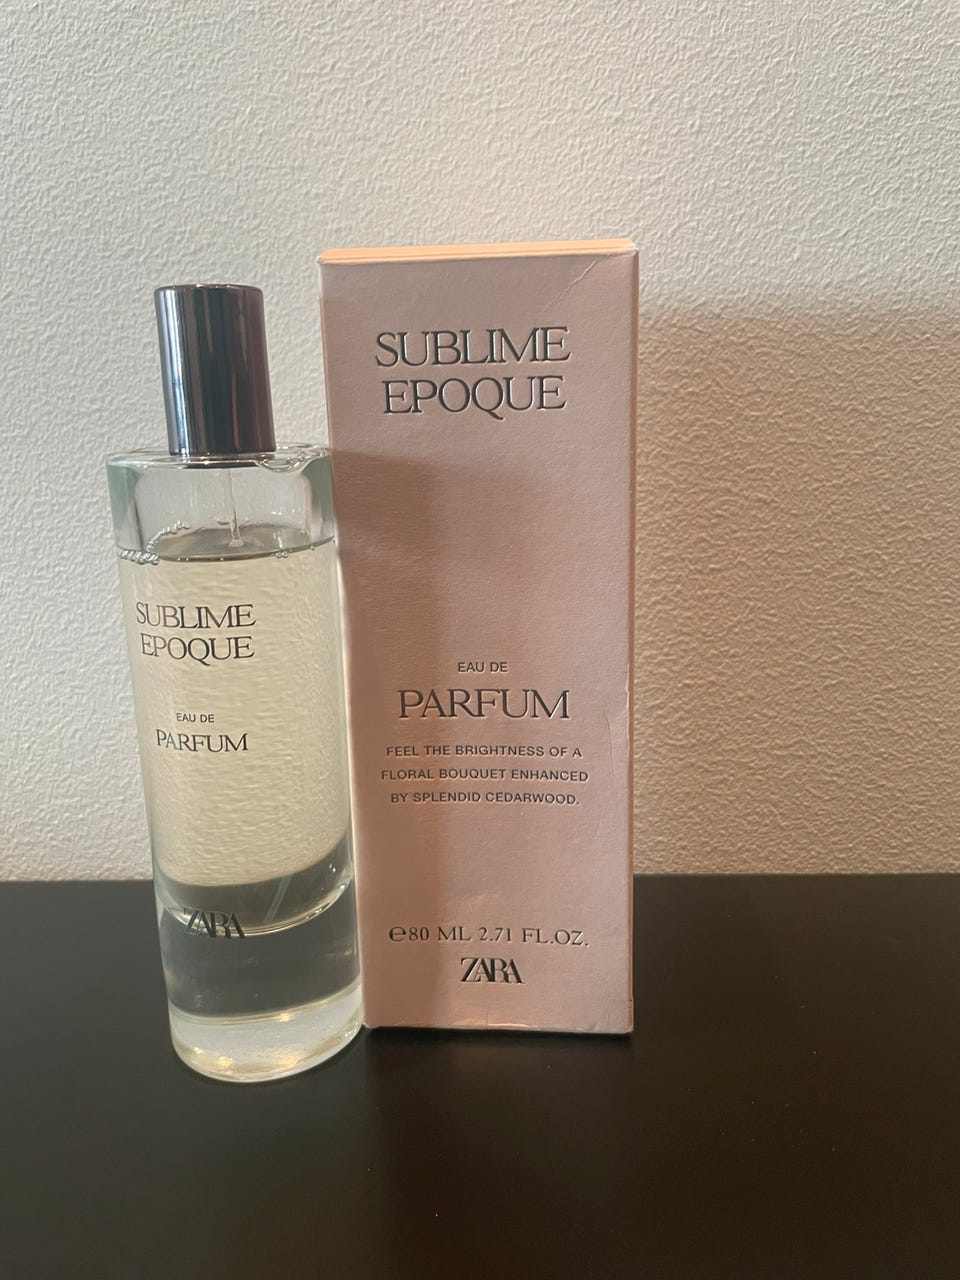 SUBLIME
EPOQUE
EAU DE
PARFUM
ZARA
SUBLIME
EPOQUE
EAU DE
PARFUM
FEEL THE BRIGHTNESS OF A
FLORAL BOUQUET ENHANCED
BY SPLENDID CEDARWOOD.
℮80 ML 2.71 FL.OZ.
ZARA